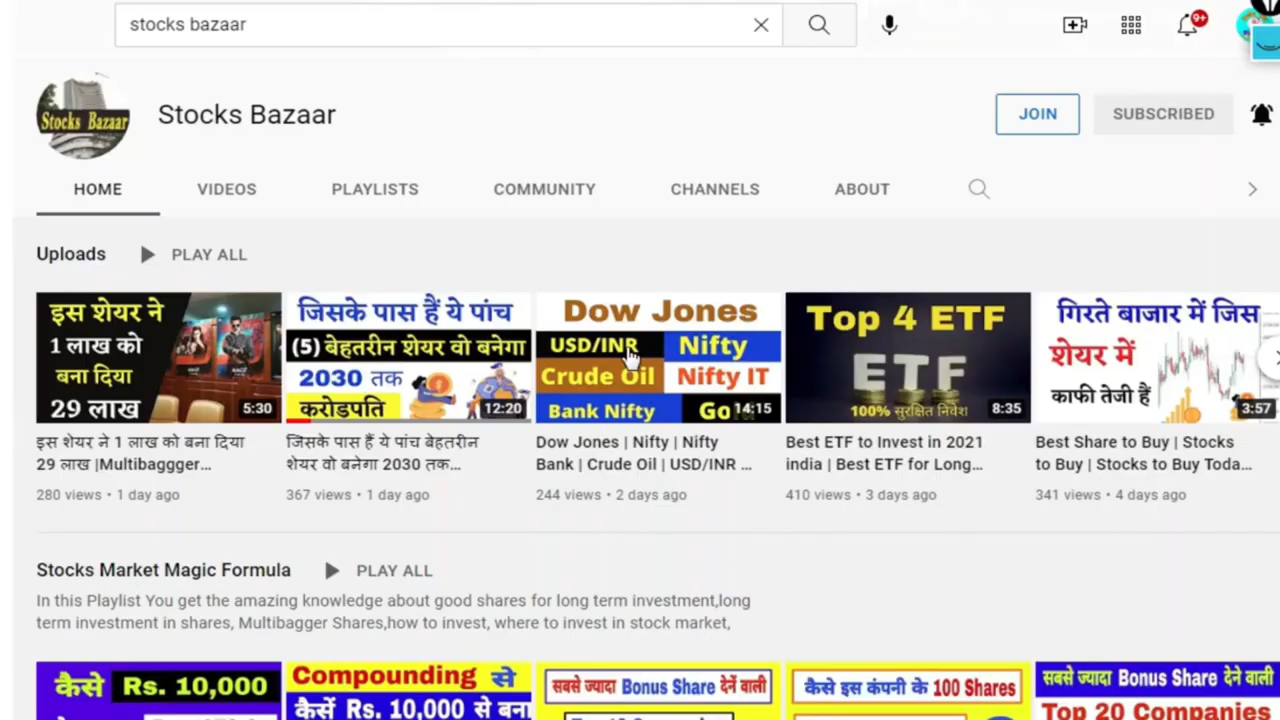 stocks bazaar
9+
Stocks Bazaar
Stocks Bazaar
JOIN
SUBSCRIBED
HOME
VIDEOS
PLAYLISTS
COMMUNITY
CHANNELS
ABOUT
Uploads
PLAY ALL
इस शेयर ने
1 लाख को
बना दिया
29 लाख
5:30
जिसके पास हैं ये पांच
(5) बेहतरीन शेयर वो बनेगा
2030 तक
करोडपति
12:20
Dow Jones
USD/INR
Nifty
Crude Oil
Nifty IT
Bank Nifty
14:15
Top 4 ETF
ETF
100% सुरक्षित निवेश
8:35
गिरते बाजार में जिस
शेयर में
काफी तेजी हैं
3:57
इस शेयर ने 1 लाख को बना दिया
29 लाख |Multibaggger...
280 views • 1 day ago
जिसके पास हैं ये पांच बेहतरीन
शेयर वो बनेगा 2030 तक...
367 views • 1 day ago
Dow Jones | Nifty | Nifty
Bank | Crude Oil | USD/INR ...
244 views • 2 days ago
Best ETF to Invest in 2021
india | Best ETF for Long...
410 views • 3 days ago
Best Share to Buy | Stocks
to Buy | Stocks to Buy Toda...
341 views • 4 days ago
Stocks Market Magic Formula
PLAY ALL
In this Playlist You get the amazing knowledge about good shares for long term investment,long
term investment in shares, Multibagger Shares,how to invest, where to invest in stock market,
कैसे Rs. 10,000
Compounding से
कैसें Rs. 10,000 से बना
सबसे ज्यादा Bonus Share देनें वाली
कैसे इस कंपनी के 100 Shares
सबसे ज्यादा Bonus Share देने वाली
Top 20 Companies